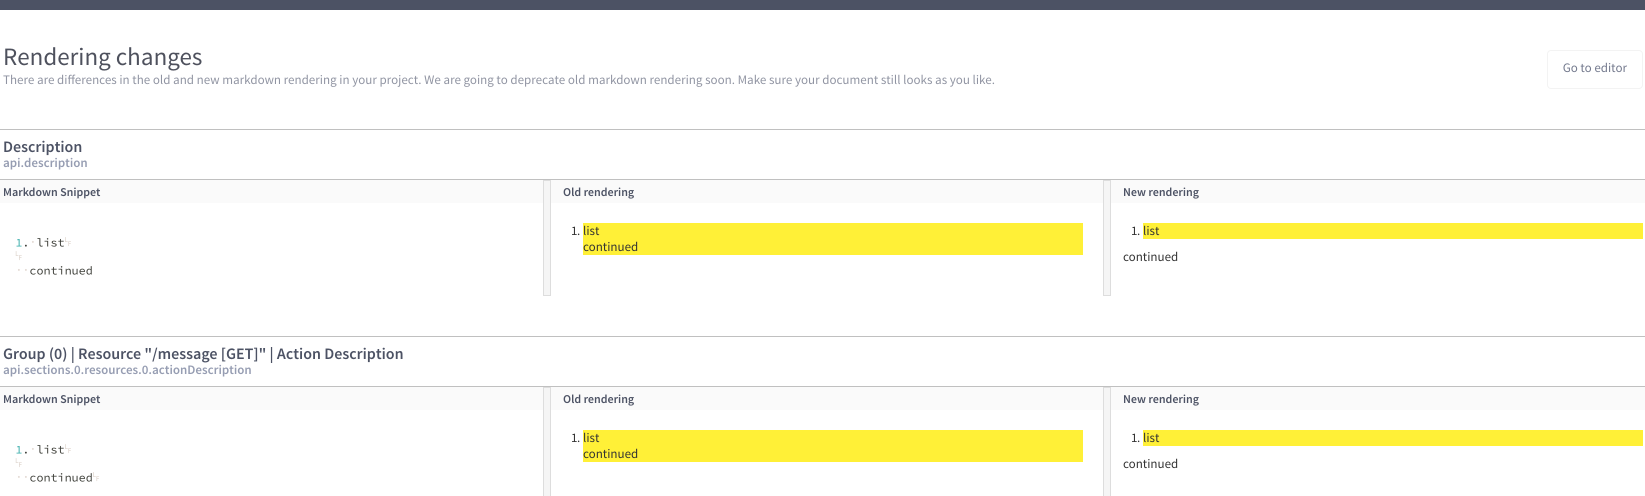 Rendering changes
There are differences in the old and new markdown rendering in your project. We are going to deprecate old markdown rendering soon. Make sure your document still looks as you like.
Go to editor
Description
api.description
Markdown Snippet
Old rendering
New rendering
1. list
continued
1. list
continued
1. list
continued
Group (0) | Resource "/message [GET]" | Action Description
api.sections.0.resources.0.actionDescription
Markdown Snippet
Old rendering
New rendering
1. list
continued
1. list
continued
1. list
continued